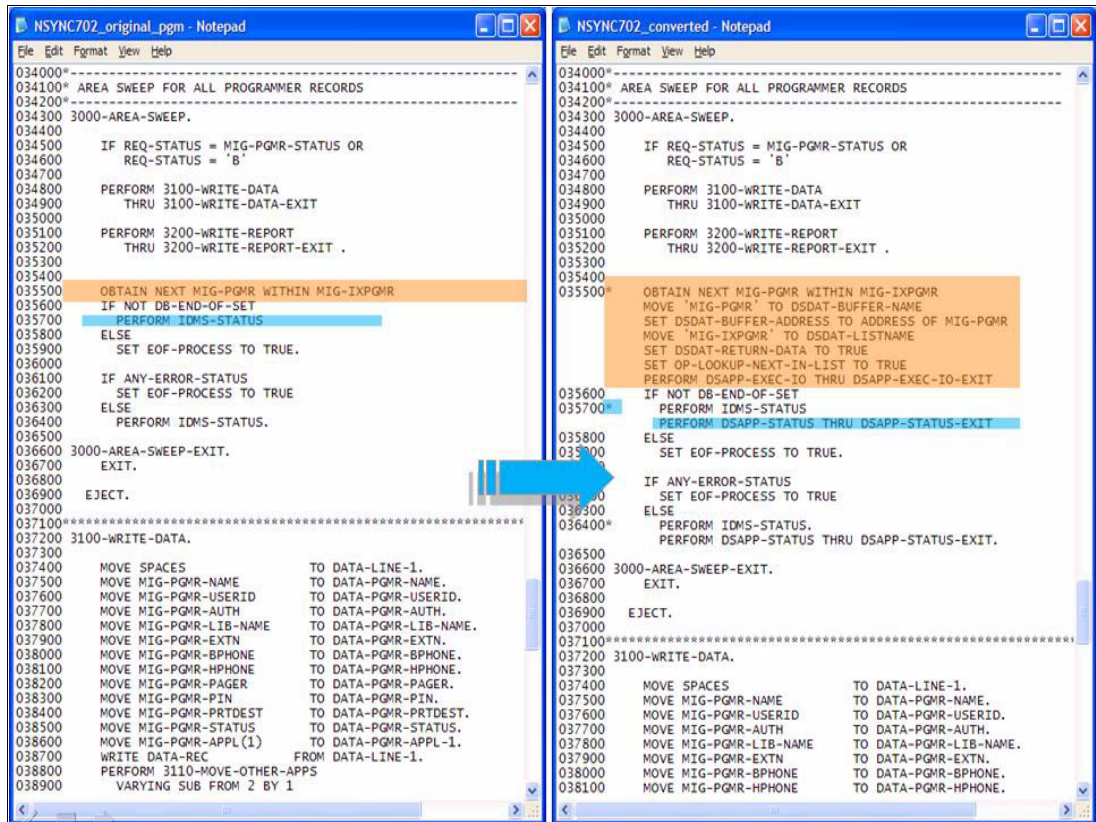 NSYNC702_original_pgm - Notepad
File Edit Format View Help
034000*----------------------------------------------------------
034100* AREA SWEEP FOR ALL PROGRAMMER RECORDS
034200*----------------------------------------------------------
034300 3000-AREA-SWEEP.
034400
034500     IF REQ-STATUS = MIG-PGMR-STATUS OR
034600        REQ-STATUS = 'B'
034700
034800     PERFORM 3100-WRITE-DATA
034900        THRU 3100-WRITE-DATA-EXIT
035000
035100     PERFORM 3200-WRITE-REPORT
035200        THRU 3200-WRITE-REPORT-EXIT .
035300
035400
035500     OBTAIN NEXT MIG-PGMR WITHIN MIG-IXPGMR
035600     IF NOT DB-END-OF-SET
035700       PERFORM IDMS-STATUS
035800     ELSE
035900       SET EOF-PROCESS TO TRUE.
036000
036100     IF ANY-ERROR-STATUS
036200       SET EOF-PROCESS TO TRUE
036300     ELSE
036400       PERFORM IDMS-STATUS.
036500
036600 3000-AREA-SWEEP-EXIT.
036700     EXIT.
036800
036900   EJECT.
037000
037100************************************************************
037200 3100-WRITE-DATA.
037300
037400     MOVE SPACES              TO DATA-LINE-1.
037500     MOVE MIG-PGMR-NAME       TO DATA-PGMR-NAME.
037600     MOVE MIG-PGMR-USERID     TO DATA-PGMR-USERID.
037700     MOVE MIG-PGMR-AUTH       TO DATA-PGMR-AUTH.
037800     MOVE MIG-PGMR-LIB-NAME   TO DATA-PGMR-LIB-NAME.
037900     MOVE MIG-PGMR-EXTN       TO DATA-PGMR-EXTN.
038000     MOVE MIG-PGMR-BPHONE     TO DATA-PGMR-BPHONE.
038100     MOVE MIG-PGMR-HPHONE     TO DATA-PGMR-HPHONE.
038200     MOVE MIG-PGMR-PAGER      TO DATA-PGMR-PAGER.
038300     MOVE MIG-PGMR-PIN        TO DATA-PGMR-PIN.
038400     MOVE MIG-PGMR-PRTDEST    TO DATA-PGMR-PRTDEST.
038500     MOVE MIG-PGMR-STATUS     TO DATA-PGMR-STATUS.
038600     MOVE MIG-PGMR-APPL(1)    TO DATA-PGMR-APPL-1.
038700     WRITE DATA-REC         FROM DATA-LINE-1.
038800     PERFORM 3110-MOVE-OTHER-APPS
038900       VARYING SUB FROM 2 BY 1
NSYNC702_converted - Notepad
File Edit Format View Help
034000*----------------------------------------------------------
034100* AREA SWEEP FOR ALL PROGRAMMER RECORDS
034200*----------------------------------------------------------
034300 3000-AREA-SWEEP.
034400
034500     IF REQ-STATUS = MIG-PGMR-STATUS OR
034600        REQ-STATUS = 'B'
034700
034800     PERFORM 3100-WRITE-DATA
034900        THRU 3100-WRITE-DATA-EXIT
035000
035100     PERFORM 3200-WRITE-REPORT
035200        THRU 3200-WRITE-REPORT-EXIT .
035300
035400
035500*    OBTAIN NEXT MIG-PGMR WITHIN MIG-IXPGMR
           MOVE 'MIG-PGMR' TO DSDAT-BUFFER-NAME
           SET DSDAT-BUFFER-ADDRESS TO ADDRESS OF MIG-PGMR
           MOVE 'MIG-IXPGMR' TO DSDAT-LISTNAME
           SET DSDAT-RETURN-DATA TO TRUE
           SET OP-LOOKUP-NEXT-IN-LIST TO TRUE
           PERFORM DSAPP-EXEC-IO THRU DSAPP-EXEC-IO-EXIT
035600     IF NOT DB-END-OF-SET
035700*      PERFORM IDMS-STATUS
             PERFORM DSAPP-STATUS THRU DSAPP-STATUS-EXIT
035800     ELSE
       SET EOF-PROCESS TO TRUE.
     IF ANY-ERROR-STATUS
       SET EOF-PROCESS TO TRUE
036300     ELSE
036400*      PERFORM IDMS-STATUS.
             PERFORM DSAPP-STATUS THRU DSAPP-STATUS-EXIT.
036500
036600 3000-AREA-SWEEP-EXIT.
036700     EXIT.
036800
036900   EJECT.
037000
037100************************************************************
037200 3100-WRITE-DATA.
037300
037400     MOVE SPACES              TO DATA-LINE-1.
037500     MOVE MIG-PGMR-NAME       TO DATA-PGMR-NAME.
037600     MOVE MIG-PGMR-USERID     TO DATA-PGMR-USERID.
037700     MOVE MIG-PGMR-AUTH       TO DATA-PGMR-AUTH.
037800     MOVE MIG-PGMR-LIB-NAME   TO DATA-PGMR-LIB-NAME.
037900     MOVE MIG-PGMR-EXTN       TO DATA-PGMR-EXTN.
038000     MOVE MIG-PGMR-BPHONE     TO DATA-PGMR-BPHONE.
038100     MOVE MIG-PGMR-HPHONE     TO DATA-PGMR-HPHONE.